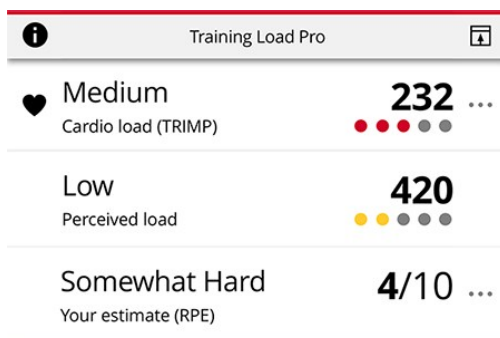 Training Load Pro
Medium 232 ...
Cardio load (TRIMP)
Low 420
Perceived load
Somewhat Hard 4/10 ...
Your estimate (RPE)